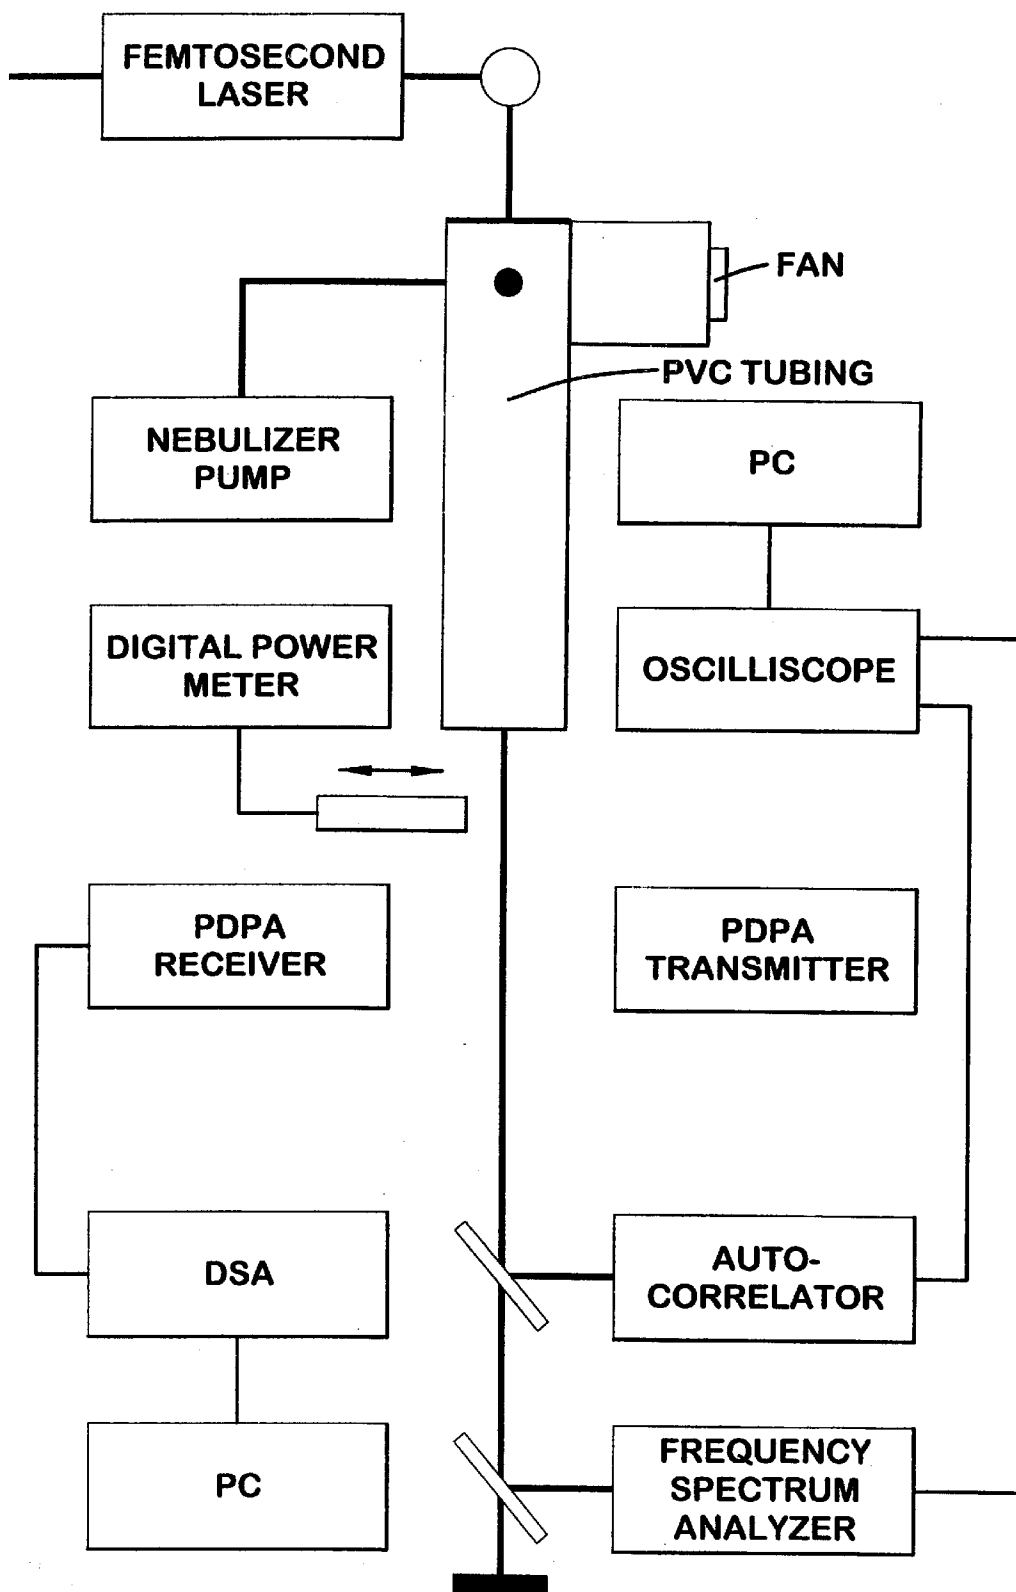 FEMTOSECOND
LASER
FAN
PVC TUBING
NEBULIZER
PUMP
PC
DIGITAL POWER
METER
OSCILLISCOPE
PDPA
RECEIVER
PDPA
TRANSMITTER
DSA
AUTO-
CORRELATOR
PC
FREQUENCY
SPECTRUM
ANALYZER